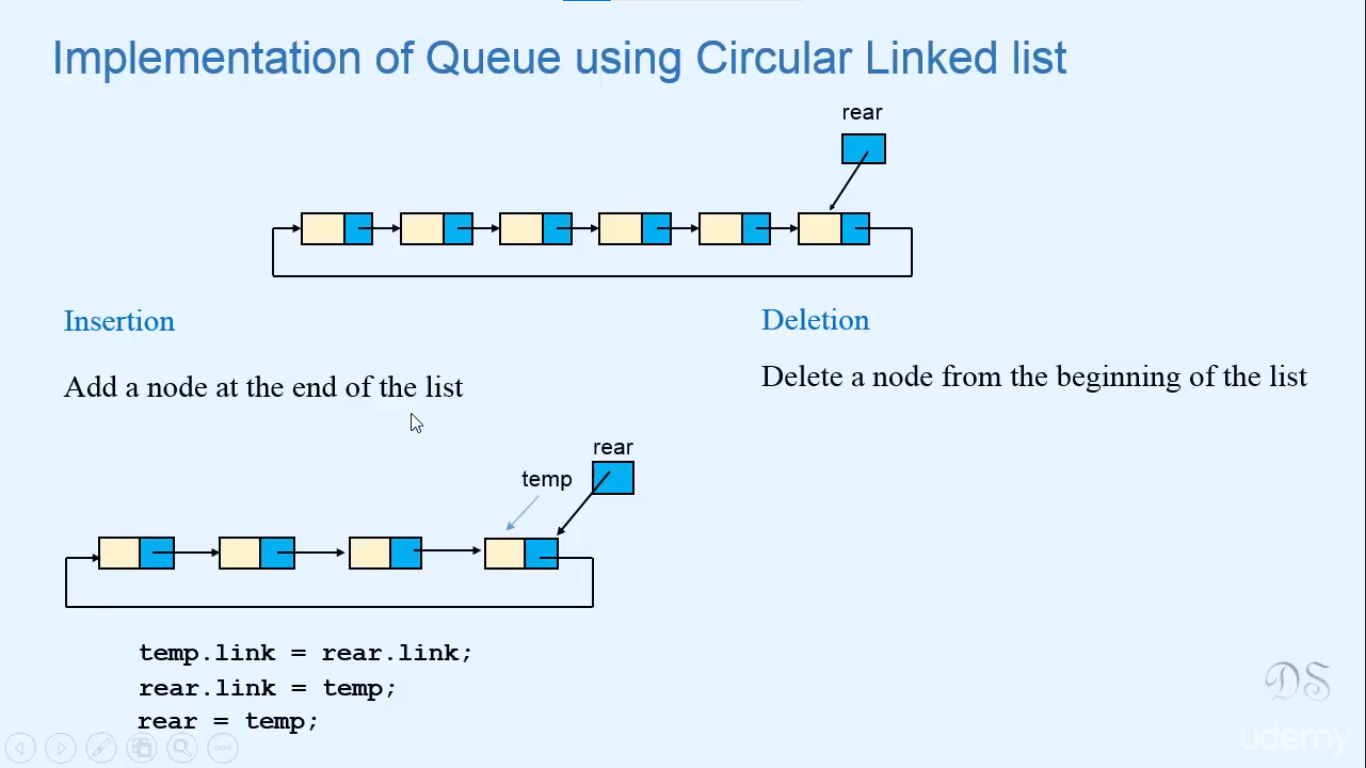 Implementation of Queue using Circular Linked list
rear
Insertion
Deletion
Add a node at the end of the list
Delete a node from the beginning of the list
rear
temp
temp.link = rear.link;
rear.link = temp;
rear = temp;
DS
udemy